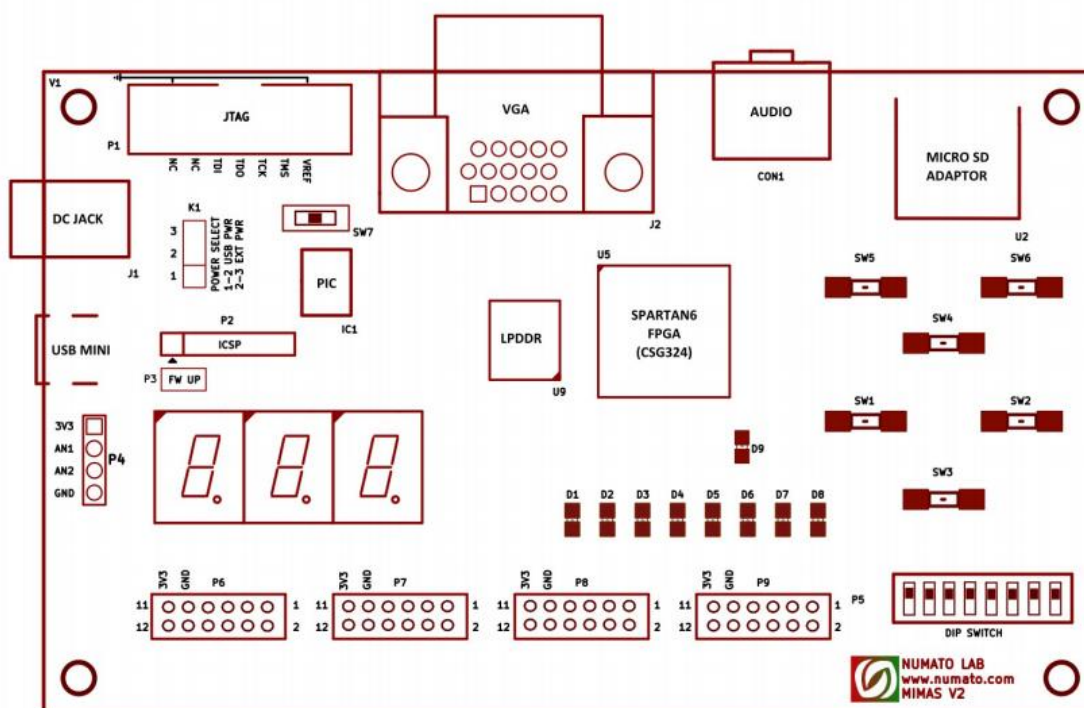 V1
JTAG
P1
NC
NC
TDI
TDO
TCK
TMS
VREF
VGA
J2
AUDIO
CON1
MICRO SD
ADAPTOR
U2
DC JACK
J1
K1
3
2
1
POWER SELECT
1-2 USB PWR
2-3 EXT PWR
SW7
PIC
IC1
U5
SPARTAN6
FPGA
(CSG324)
LPDDR
U9
SW5
SW6
SW4
SW1
SW2
SW3
USB MINI
P2
ICSP
P3
FW UP
3V3
AN1
AN2
GND
P4
D9
D1 D2 D3 D4 D5 D6 D7 D8
3V3 GND P6
11 1
12 2
3V3 GND P7
11 1
12 2
3V3 GND P8
11 1
12 2
3V3 GND P9
11 1
12 2
P5
DIP SWITCH
NUMATO LAB
www.numato.com
MIMAS V2